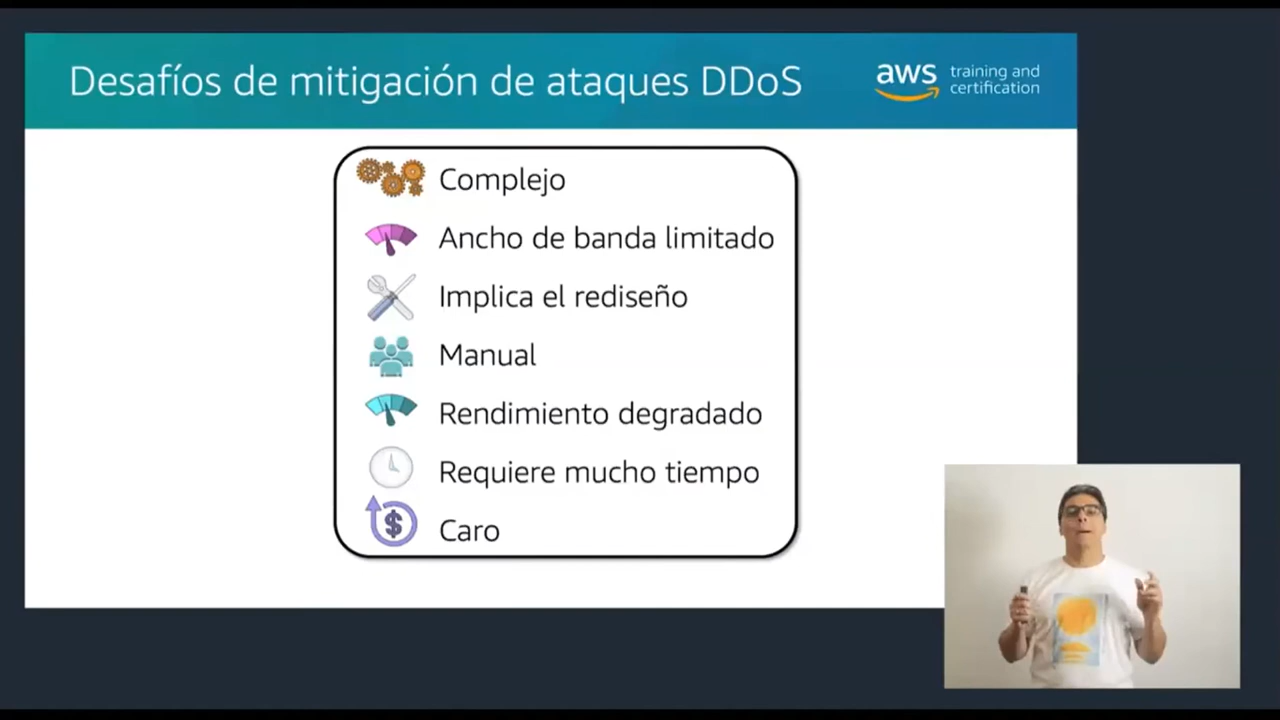 Desafíos de mitigación de ataques DDoS
aws
training and
certification
Complejo
Ancho de banda limitado
Implica el rediseño
Manual
Rendimiento degradado
Requiere mucho tiempo
$
Caro